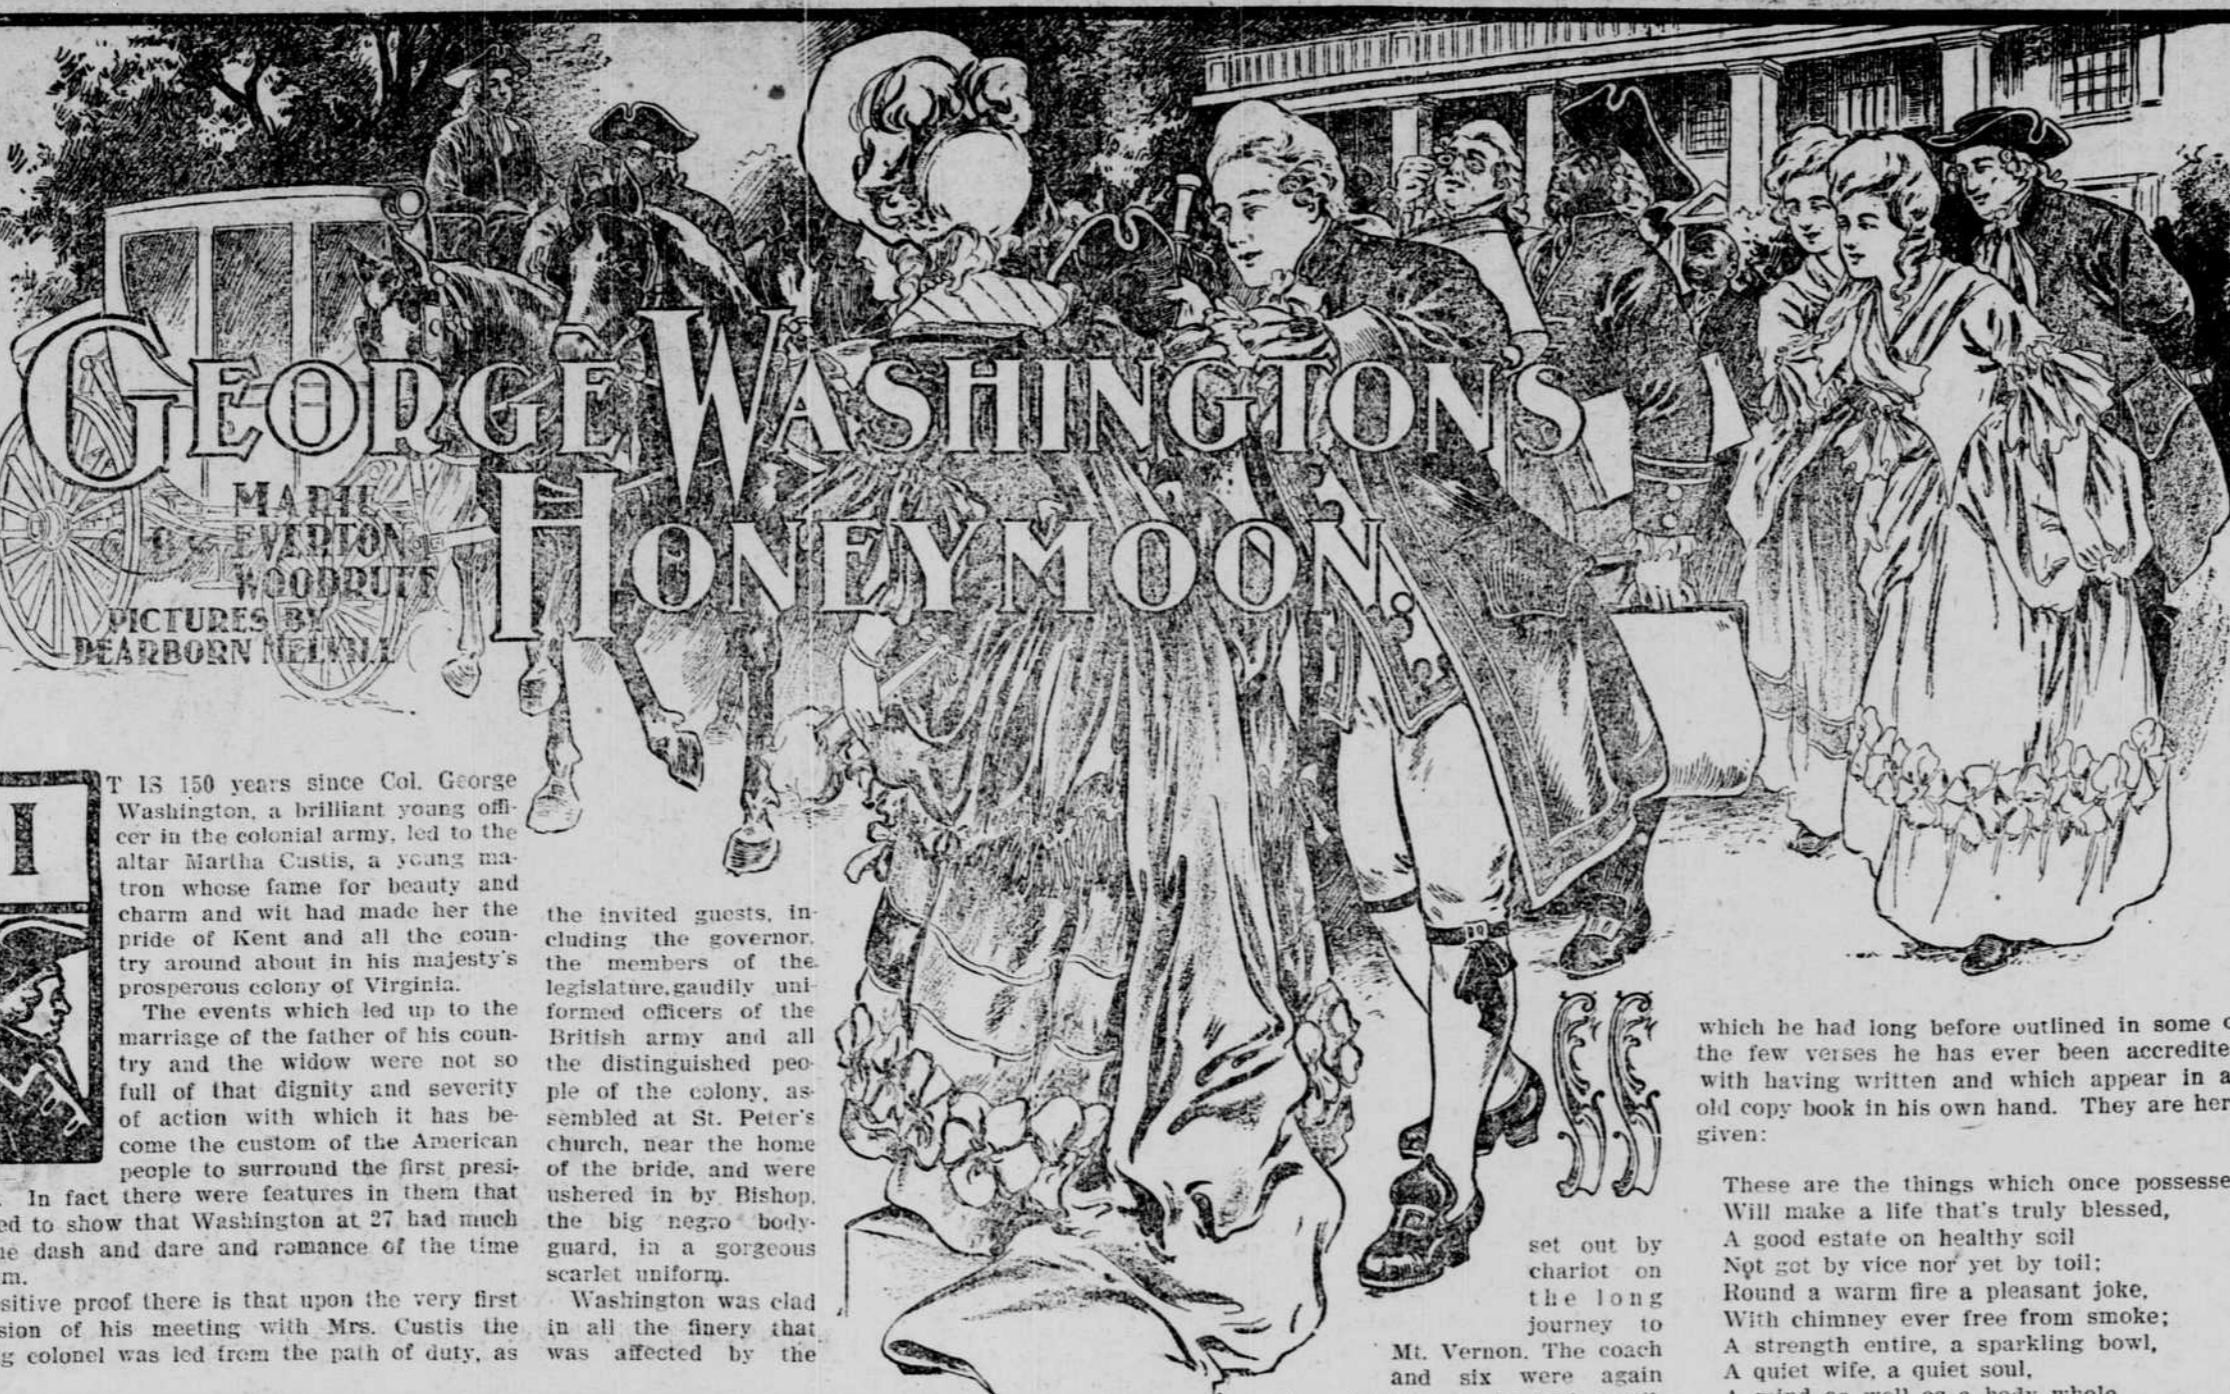 GEORGE WASHINGTON'S
HONEYMOON
MARIE
EVERTON
WOODRUFF
PICTURES BY
DEARBORN MELVILL
IT IS 150 years since Col. George
Washington, a brilliant young offi-
cer in the colonial army, led to the
altar Martha Custis, a young ma-
tron whose fame for beauty and
charm and wit had made her the
pride of Kent and all the coun-
try around about in his majesty's
prosperous colony of Virginia.
The events which led up to the
marriage of the father of his coun-
try and the widow were not so
full of that dignity and severity
of action with which it has be-
come the custom of the American
people to surround the first presi-
. In fact there were features in them that
ed to show that Washington at 27 had much
he dash and dare and romance of the time
m.
sitive proof there is that upon the very first
sion of his meeting with Mrs. Custis the
g colonel was led from the path of duty, as
the invited guests, in-
cluding the governor,
the members of the
legislature, gaudily uni-
formed officers of the
British army and all
the distinguished peo-
ple of the colony, as-
sembled at St. Peter's
church, near the home
of the bride, and were
ushered in by Bishop,
the big negro body-
guard, in a gorgeous
scarlet uniform.
Washington was clad
in all the finery that
was affected by the
set out by
chariot on
the long
journey to
Mt. Vernon. The coach
and six were again
which he had long before outlined in some o
the few verses he has ever been accredite
with having written and which appear in a
old copy book in his own hand. They are her
given:
These are the things which once possesse
Will make a life that's truly blessed,
A good estate on healthy soil
Not got by vice nor yet by toil;
Round a warm fire a pleasant joke,
With chimney ever free from smoke;
A strength entire, a sparkling bowl,
A quiet wife, a quiet soul,
A mind as well as a body whole